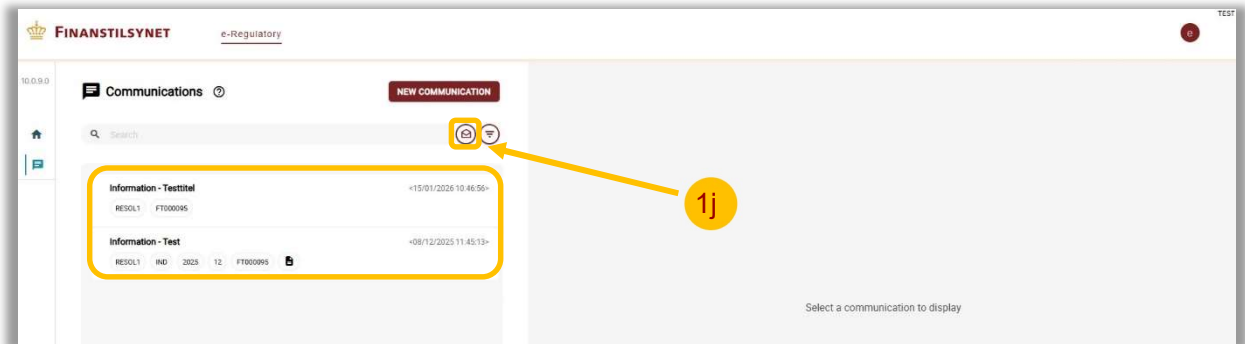 TEST
FINANSTILSYNET e-Regulatory e
10.0.9.0
Communications ? NEW COMMUNICATION
Search
Information - Testtitel <15/01/2026 10:46:56>
RESOL1 FT000095
1j
Information - Test <08/12/2025 11:45:13>
RESOL1 IND 2025 12 FT000095
Select a communication to display